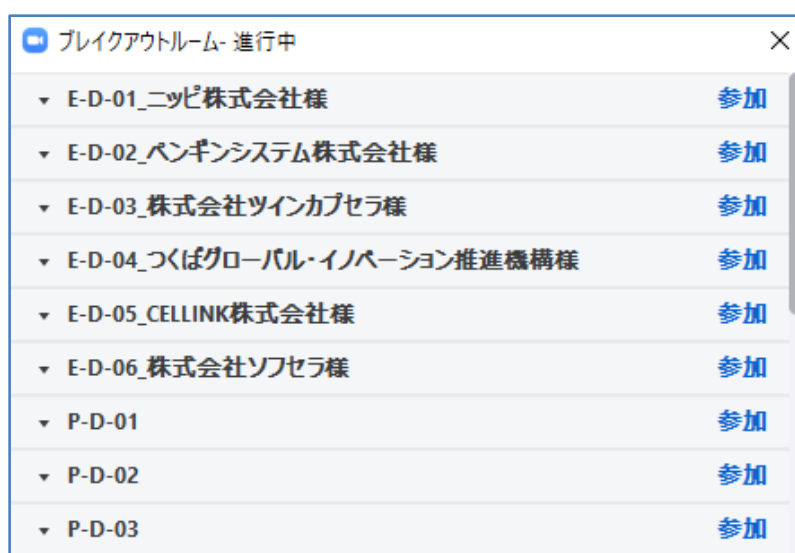 ブレイクアウトルーム- 進行中
E-D-01_ニッピ株式会社様 参加
E-D-02_ペンギンシステム株式会社様 参加
E-D-03_株式会社ツインカプセラ様 参加
E-D-04_つくばグローバル・イノベーション推進機構様 参加
E-D-05_CELLINK株式会社様 参加
E-D-06_株式会社ソフセラ様 参加
P-D-01 参加
P-D-02 参加
P-D-03 参加